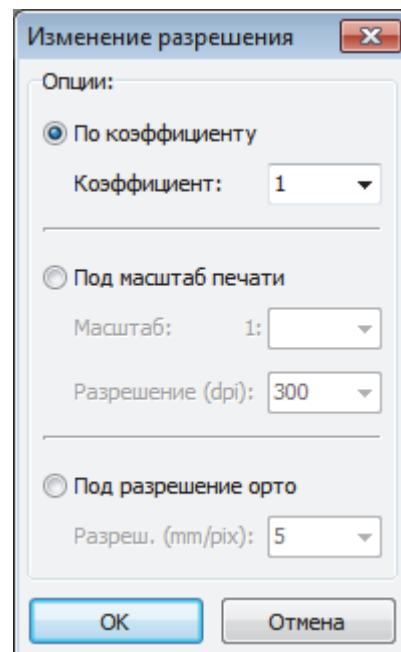 Изменение разрешения
Опции:
По коэффициенту
Коэффициент: 1
Под масштаб печати
Масштаб: 1:
Разрешение (dpi): 300
Под разрешение орто
Разреш. (mm/pix): 5
OK Отмена